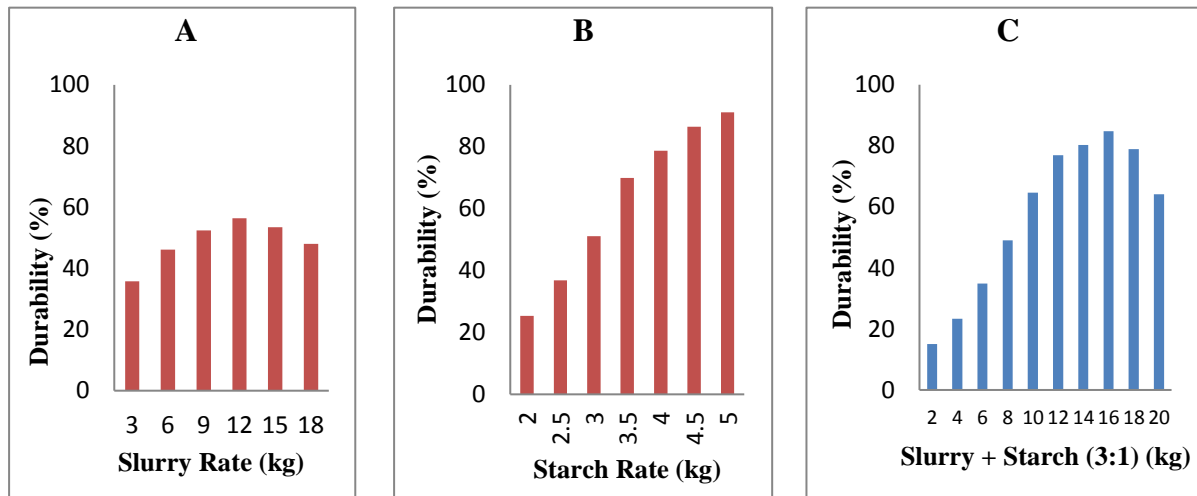 A
Durability (%)
100
80
60
40
20
0
3 6 9 12 15 18
Slurry Rate (kg)
B
Durability (%)
100
80
60
40
20
0
2 2.5 3 3.5 4 4.5 5
Starch Rate (kg)
C
Durability (%)
100
80
60
40
20
0
2 4 6 8 10 12 14 16 18 20
Slurry + Starch (3:1) (kg)